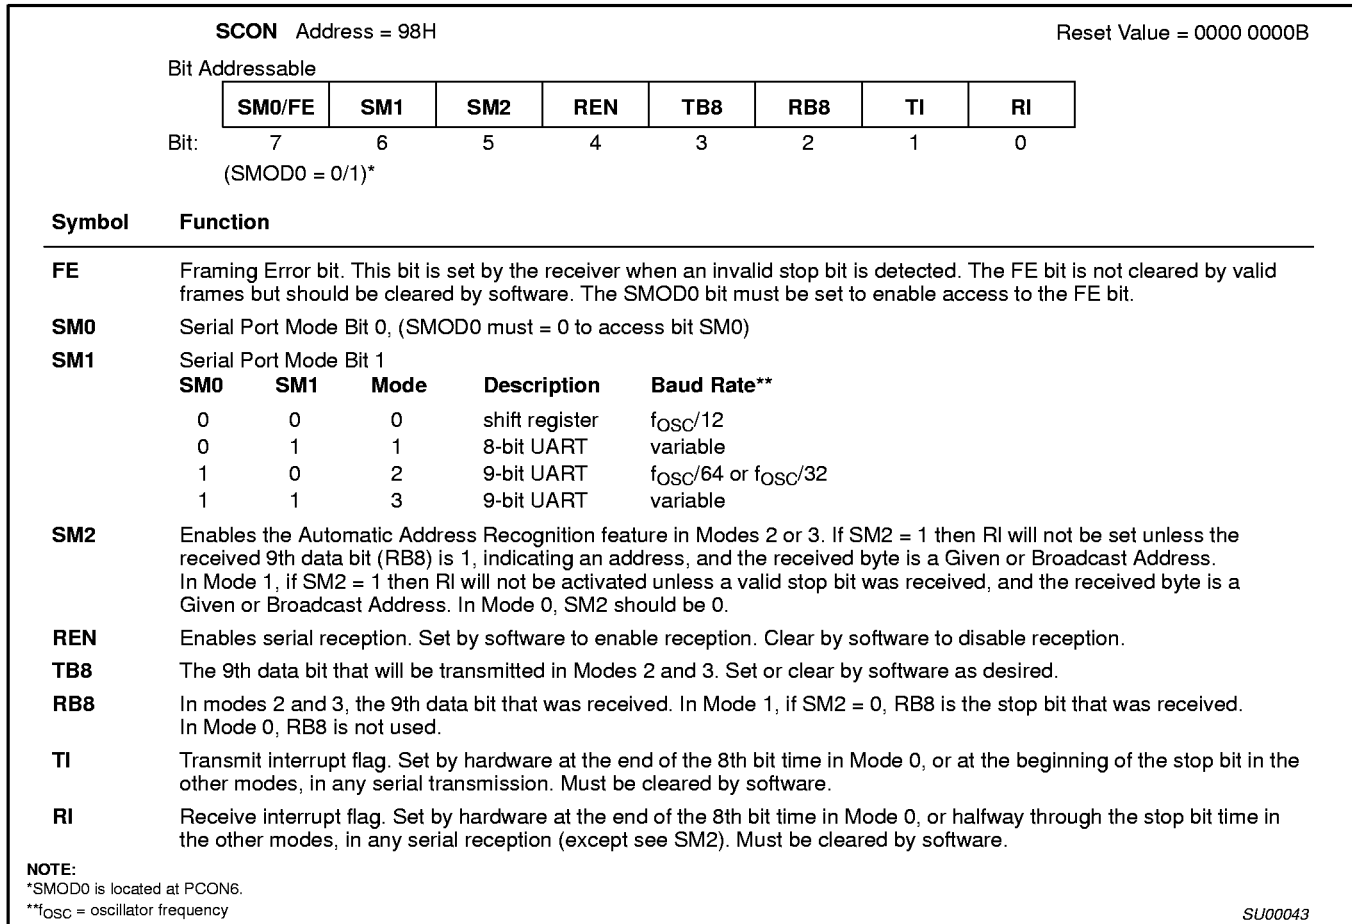 SCON Address = 98H Reset Value = 0000 0000B
Bit Addressable
SM0/FE SM1 SM2 REN TB8 RB8 TI RI
Bit: 7 6 5 4 3 2 1 0
(SMOD0 = 0/1)*
Symbol Function
FE Framing Error bit. This bit is set by the receiver when an invalid stop bit is detected. The FE bit is not cleared by valid
frames but should be cleared by software. The SMOD0 bit must be set to enable access to the FE bit.
SM0 Serial Port Mode Bit 0, (SMOD0 must = 0 to access bit SM0)
SM1 Serial Port Mode Bit 1
SM0 SM1 Mode Description Baud Rate**
0 0 0 shift register fOSC/12
0 1 1 8-bit UART variable
1 0 2 9-bit UART fOSC/64 or fOSC/32
1 1 3 9-bit UART variable
SM2 Enables the Automatic Address Recognition feature in Modes 2 or 3. If SM2 = 1 then RI will not be set unless the
received 9th data bit (RB8) is 1, indicating an address, and the received byte is a Given or Broadcast Address.
In Mode 1, if SM2 = 1 then RI will not be activated unless a valid stop bit was received, and the received byte is a
Given or Broadcast Address. In Mode 0, SM2 should be 0.
REN Enables serial reception. Set by software to enable reception. Clear by software to disable reception.
TB8 The 9th data bit that will be transmitted in Modes 2 and 3. Set or clear by software as desired.
RB8 In modes 2 and 3, the 9th data bit that was received. In Mode 1, if SM2 = 0, RB8 is the stop bit that was received.
In Mode 0, RB8 is not used.
TI Transmit interrupt flag. Set by hardware at the end of the 8th bit time in Mode 0, or at the beginning of the stop bit in the
other modes, in any serial transmission. Must be cleared by software.
RI Receive interrupt flag. Set by hardware at the end of the 8th bit time in Mode 0, or halfway through the stop bit time in
the other modes, in any serial reception (except see SM2). Must be cleared by software.
NOTE:
*SMOD0 is located at PCON6.
**fOSC = oscillator frequency SU00043